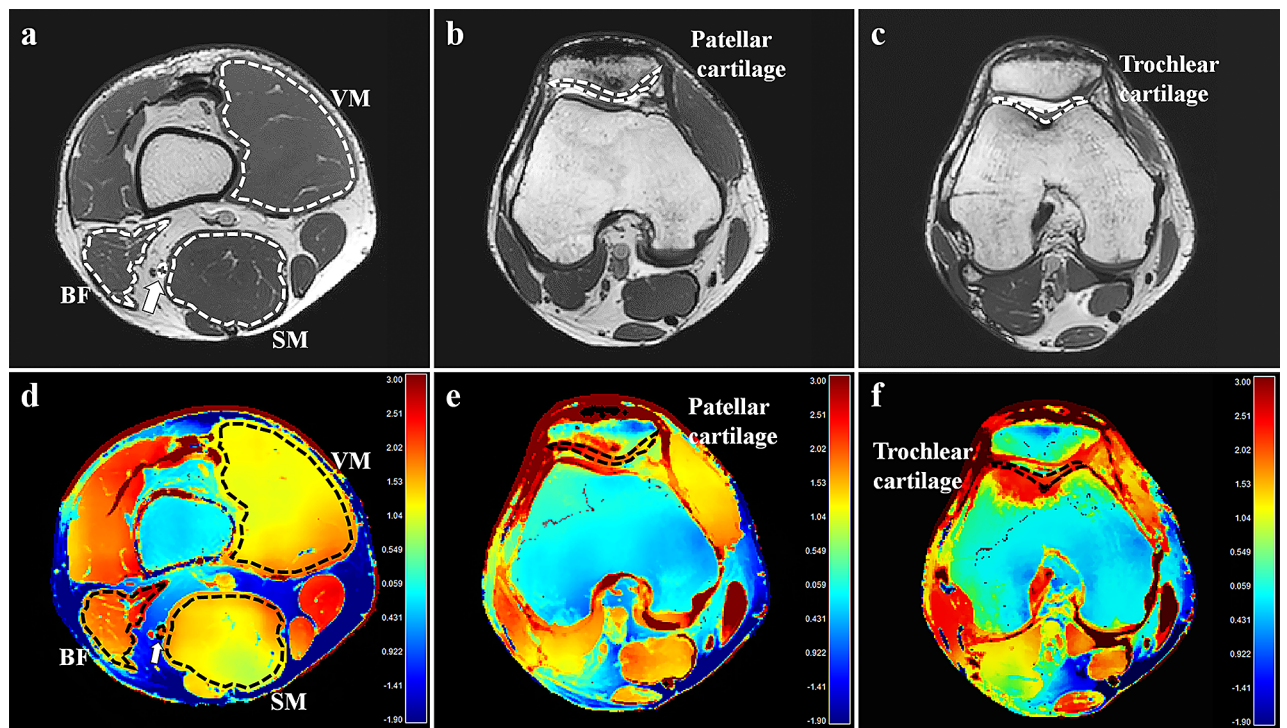 a
VM
BF
SM
b
Patellar
cartilage
c
Trochlear
cartilage
d
VM
BF
SM
3.00
2.51
2.02
1.53
1.04
0.549
0.059
0.431
0.922
-1.41
-1.90
e
Patellar
cartilage
3.00
2.51
2.02
1.53
1.04
0.549
0.059
0.431
0.922
-1.41
-1.90
f
Trochlear
cartilage
3.00
2.51
2.02
1.53
1.04
0.549
0.059
0.431
0.922
-1.41
-1.90